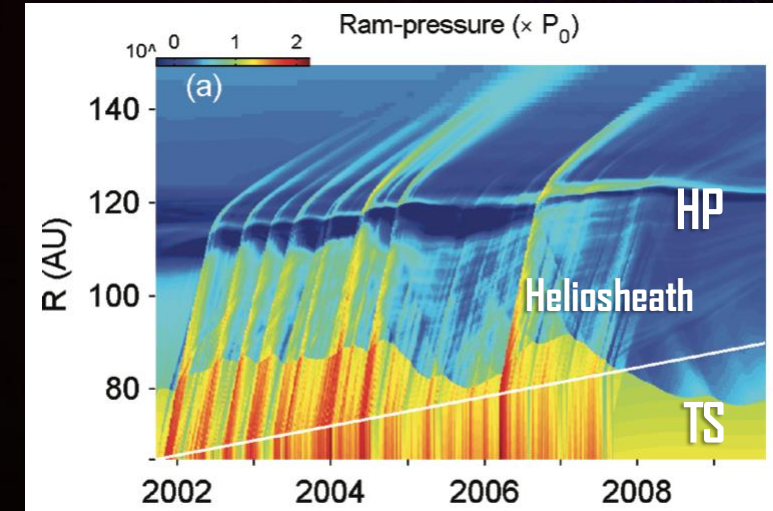 Ram-pressure (× P₀)
10^ 0 1 2
(a)
140
120
100
80
R (AU)
HP
Heliosheath
TS
2002 2004 2006 2008